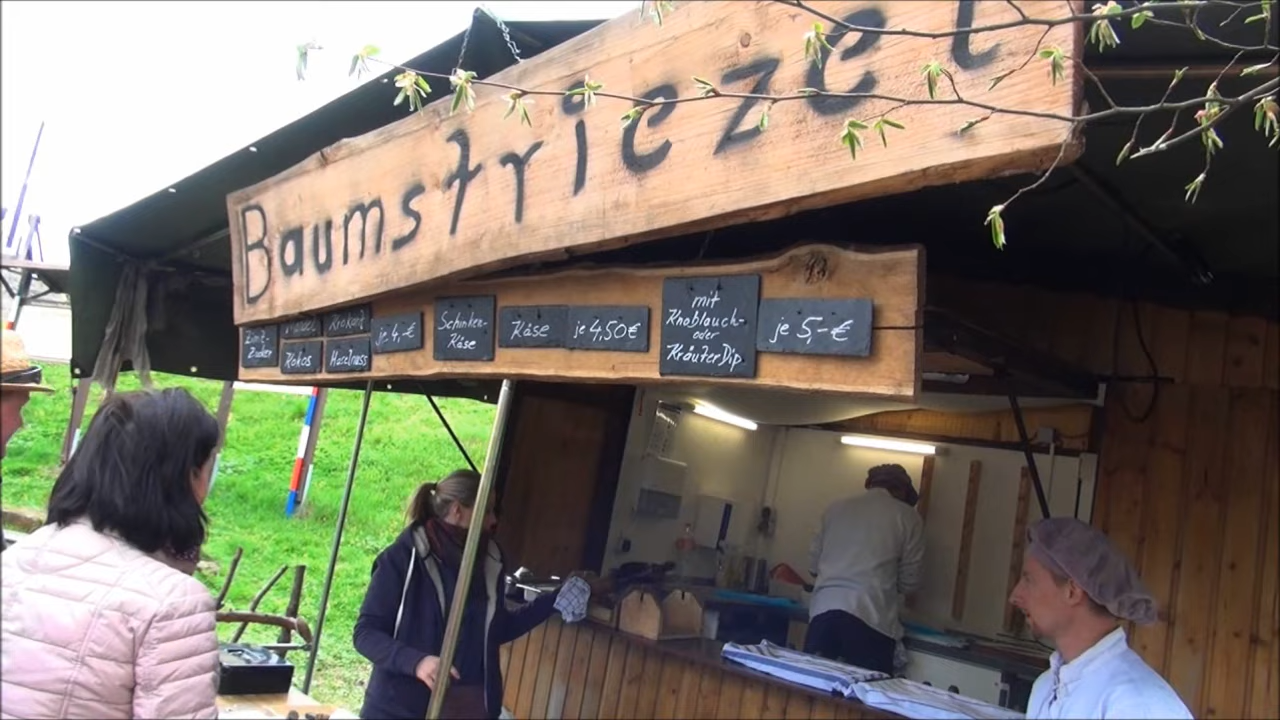 Baumstriezel
Zimt-
Zucker
Mandel
Krokant
Kokos
Haselnuss
je 4,-€
Schinken-
Käse
Käse
je 4,50€
mit
Knoblauch-
oder
Kräuter Dip
je 5,-€